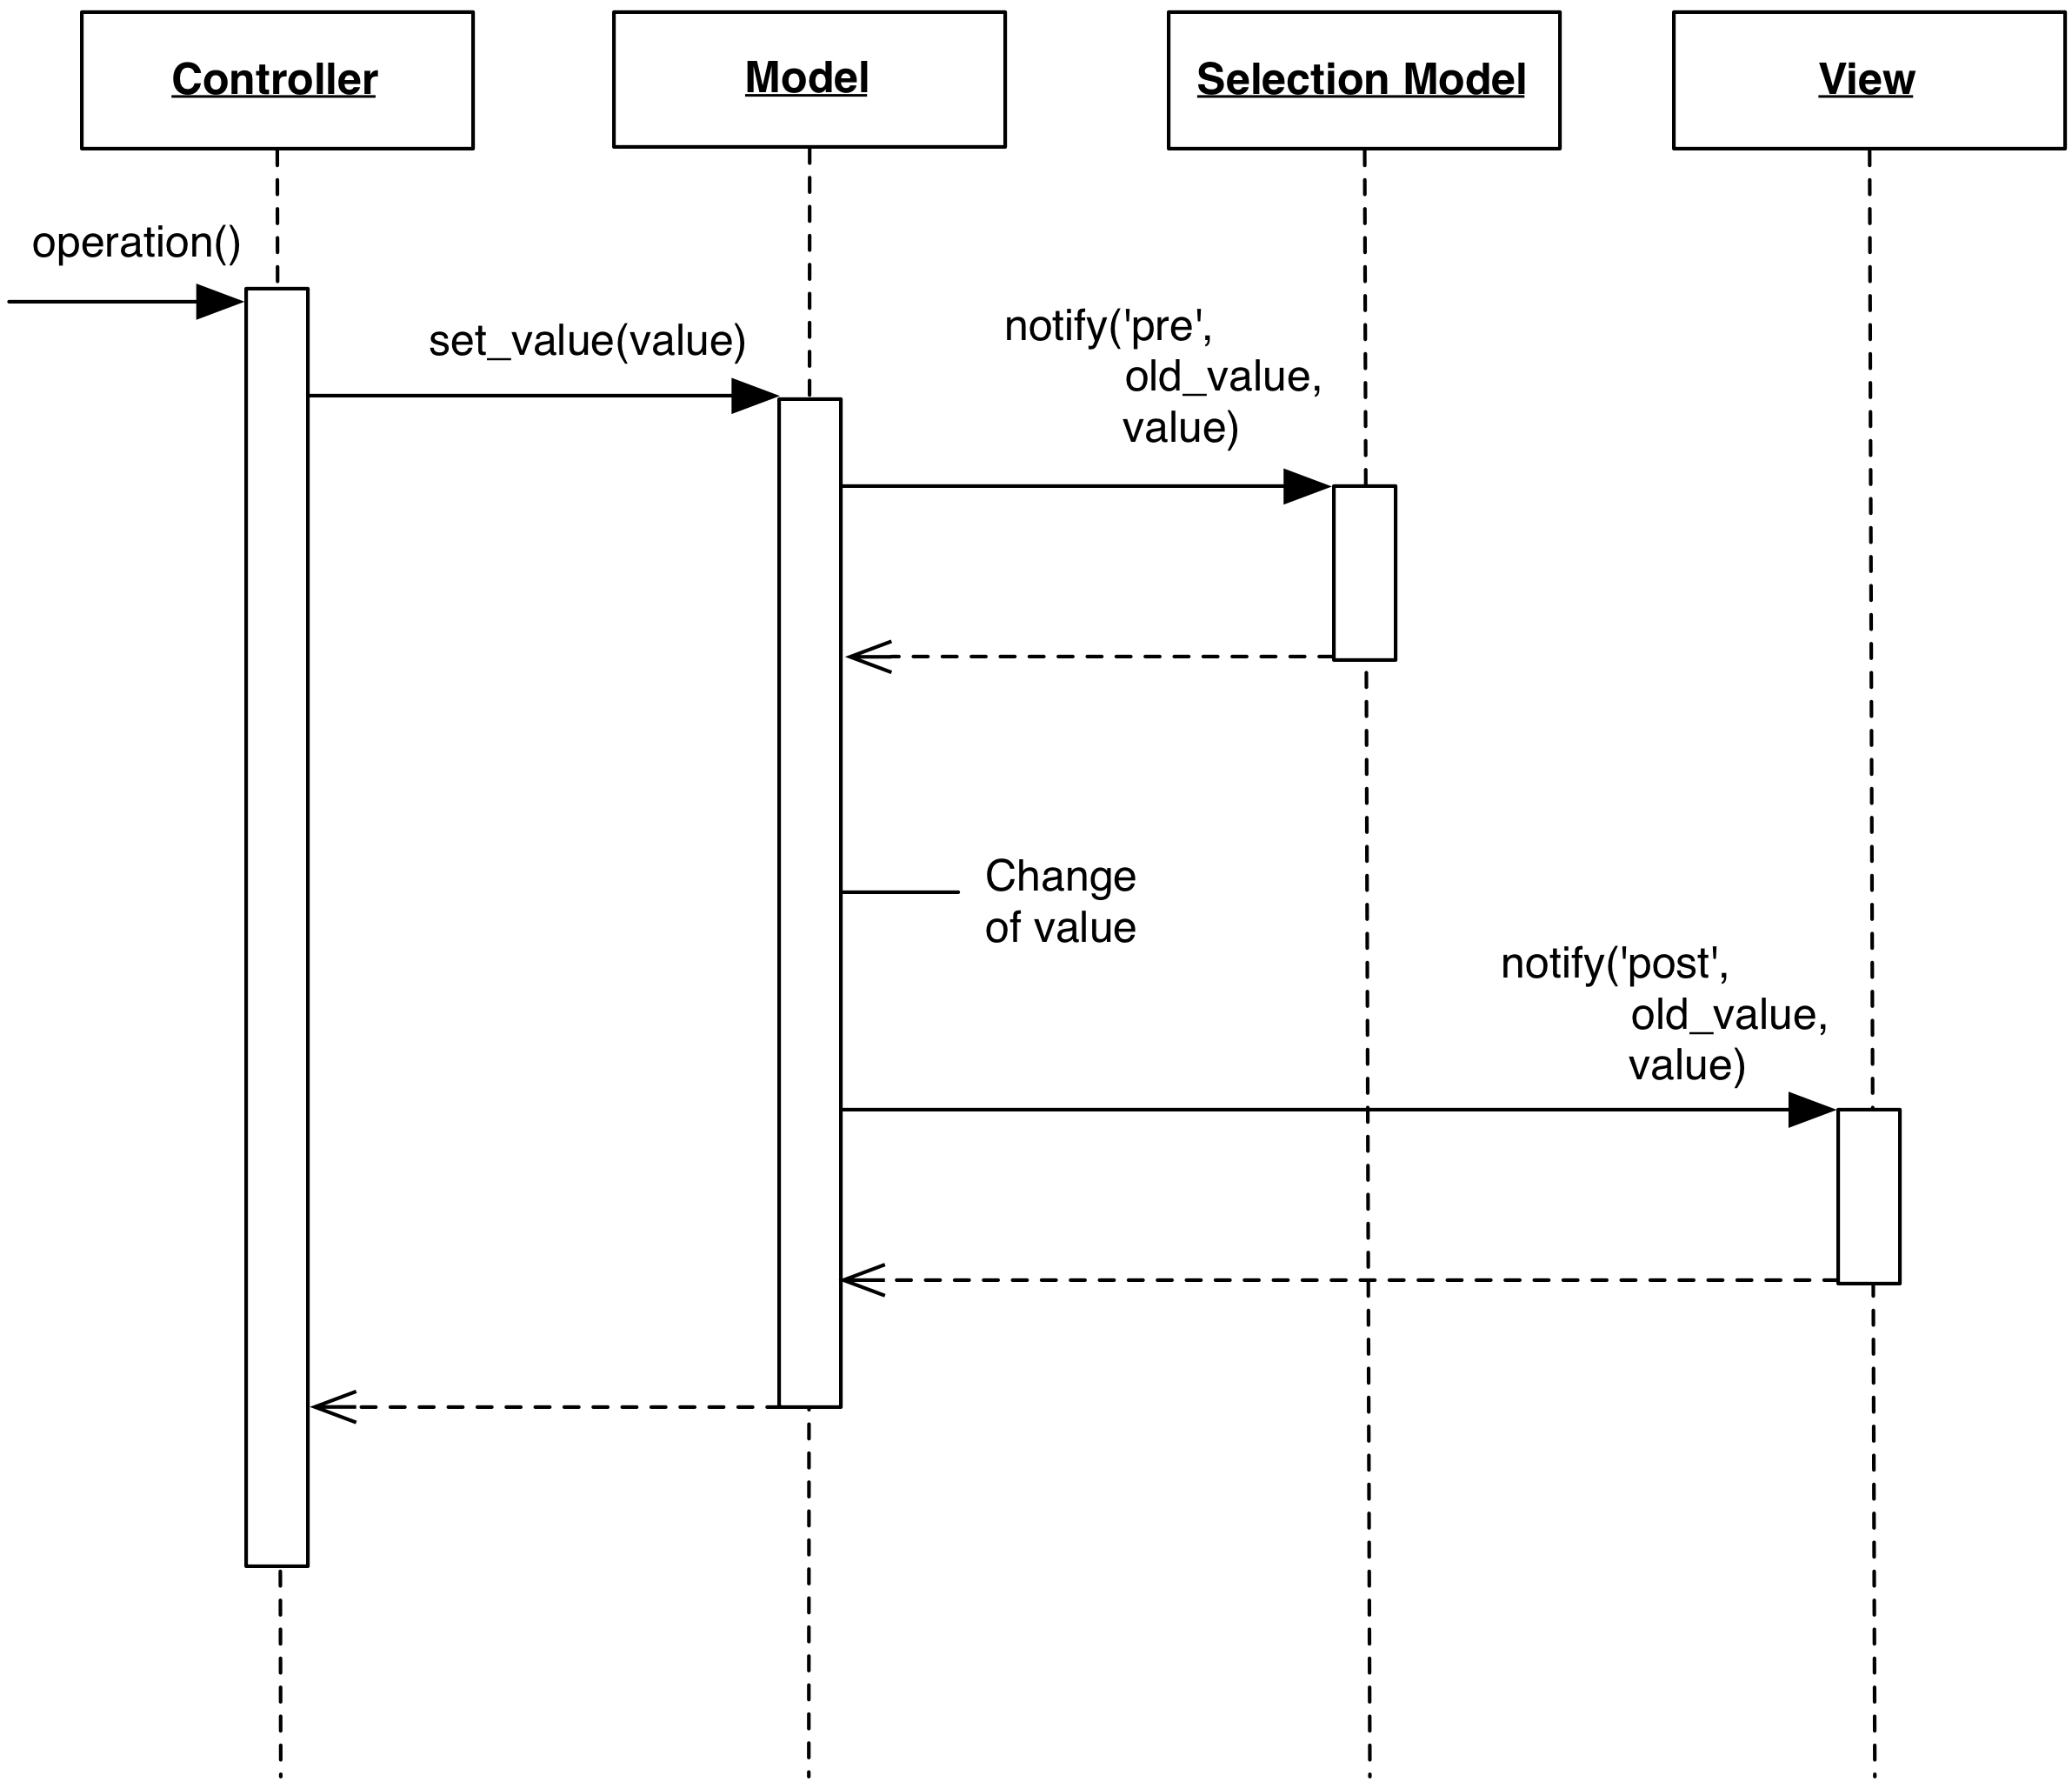 Controller
Model
Selection Model
View
operation()
set_value(value)
notify('pre',
old_value,
value)
Change
of value
notify('post',
old_value,
value)